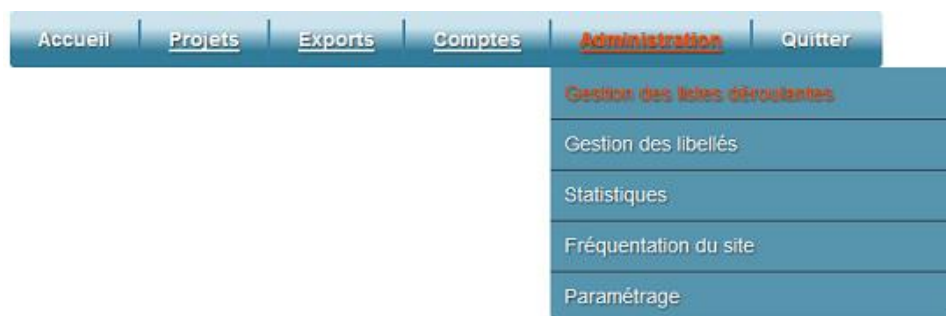 Accueil Projets Exports Comptes Administration Quitter
Gestion des listes déroulantes
Gestion des libellés
Statistiques
Fréquentation du site
Paramétrage